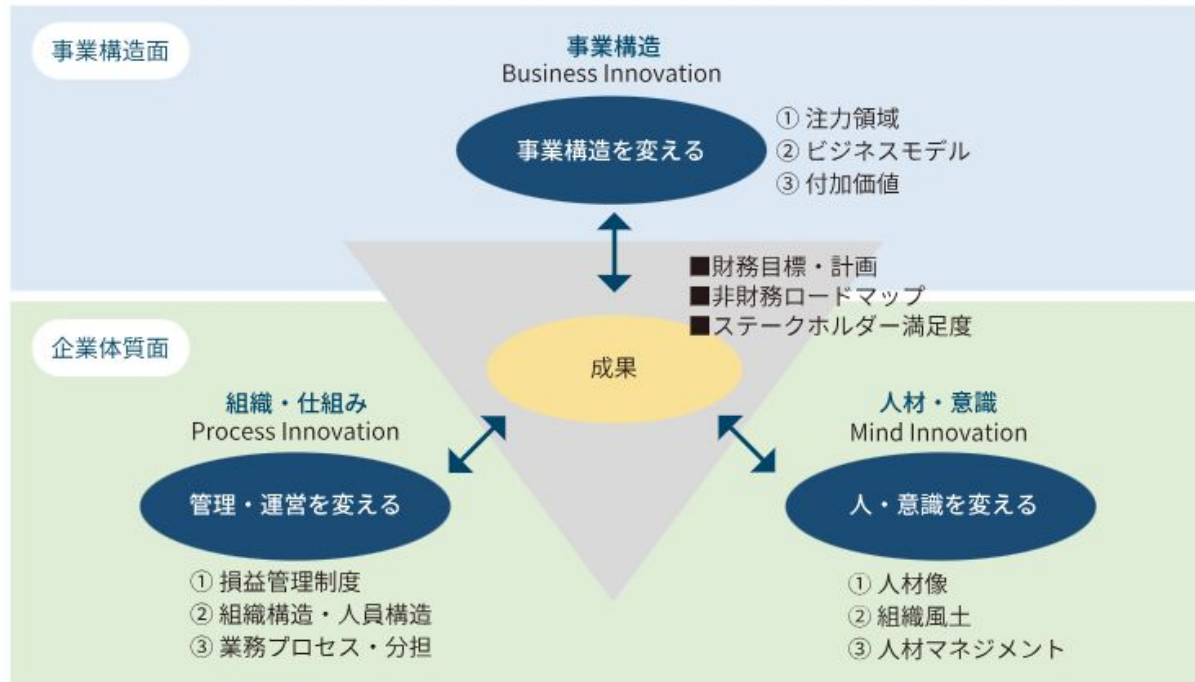 事業構造面
事業構造
Business Innovation
事業構造を変える
① 注力領域
② ビジネスモデル
③ 付加価値
■財務目標・計画
■非財務ロードマップ
■ステークホルダー満足度
企業体質面
成果
組織・仕組み
Process Innovation
管理・運営を変える
① 損益管理制度
② 組織構造・人員構造
③ 業務プロセス・分担
人材・意識
Mind Innovation
人・意識を変える
① 人材像
② 組織風土
③ 人材マネジメント